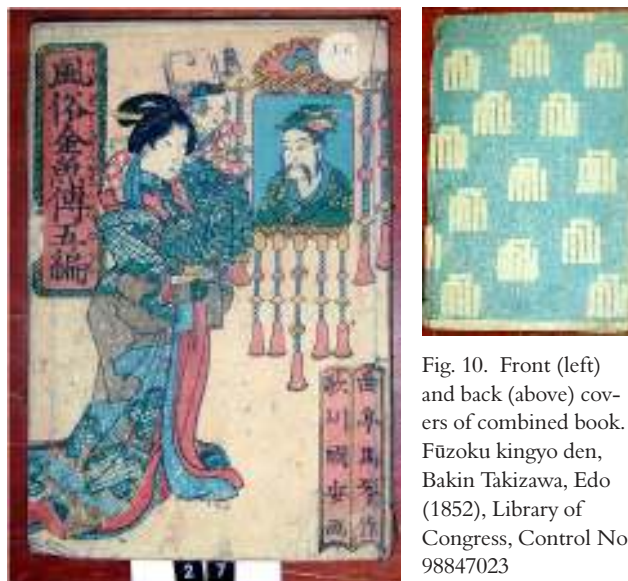 風俗金魚傳五編
曲亭馬琴作
歌川國安画
2 7
Fig. 10. Front (left)
and back (above) cov-
ers of combined book.
Fūzoku kingyo den,
Bakin Takizawa, Edo
(1852), Library of
Congress, Control No
98847023